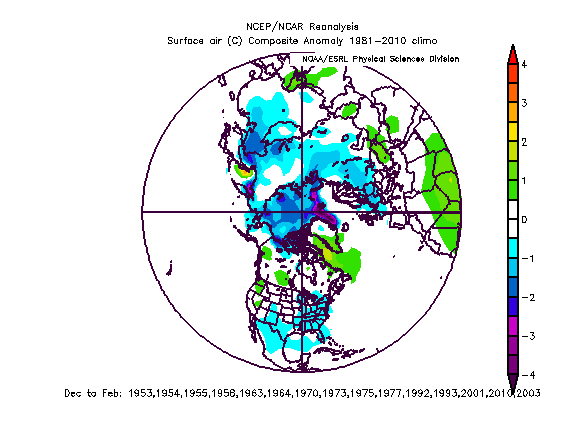 NCEP/NCAR Reanalysis
Surface air (C) Composite Anomaly 1981-2010 climo
NOAA/ESRL Physical Sciences Division
4
3
2
1
0
-1
-2
-3
-4
Dec to Feb: 1953,1954,1955,1958,1963,1964,1970,1973,1975,1977,1992,1993,2001,2010,2003